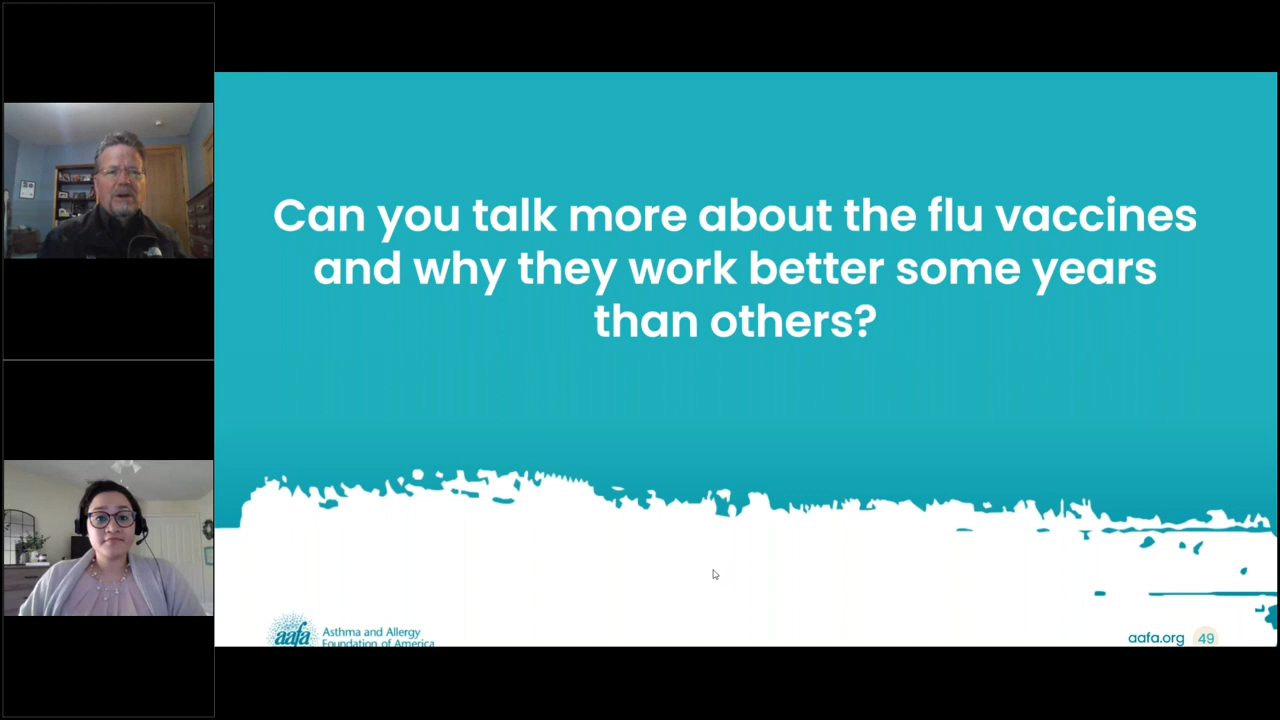 Can you talk more about the flu vaccines
and why they work better some years
than others?
aafa
Asthma and Allergy
Foundation of America
aafa.org 49